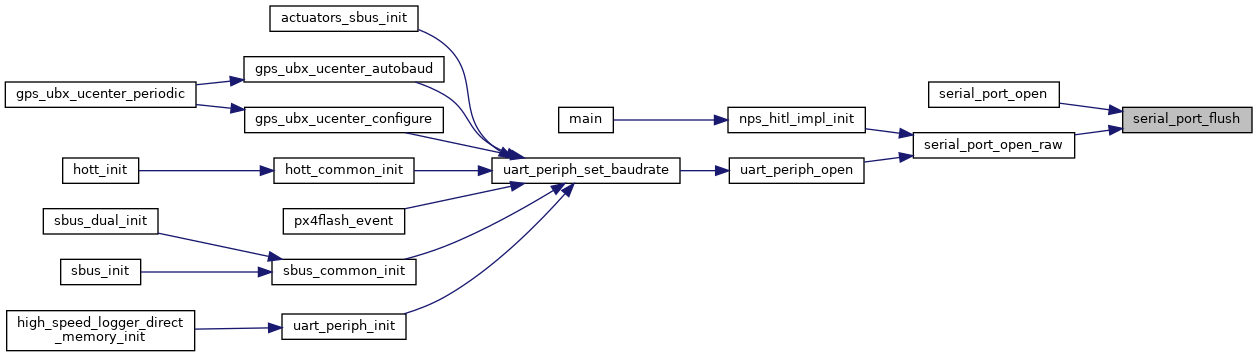 actuators_sbus_init
gps_ubx_ucenter_autobaud
gps_ubx_ucenter_periodic
gps_ubx_ucenter_configure
serial_port_open
serial_port_flush
main
nps_hitl_impl_init
serial_port_open_raw
hott_init
hott_common_init
uart_periph_set_baudrate
uart_periph_open
px4flash_event
sbus_dual_init
sbus_init
sbus_common_init
high_speed_logger_direct
_memory_init
uart_periph_init